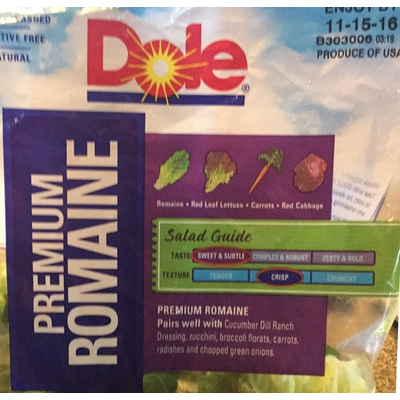 ASHED
TIVE FREE
ATURAL
ENJOY BY
11-15-16
B303006 03:19
PRODUCE OF USA
Dole
®
PREMIUM
ROMAINE
Romaine • Red Leaf Lettuce • Carrots • Red Cabbage
Salad Guide
TASTE: SWEET & SUBTLE COMPLEX & ROBUST ZESTY & BOLD
TEXTURE TENDER CRISP CRUNCHY
PREMIUM ROMAINE
Pairs well with Cucumber Dill Ranch
Dressing, zucchini, broccoli florets, carrots,
radishes and chopped green onions.